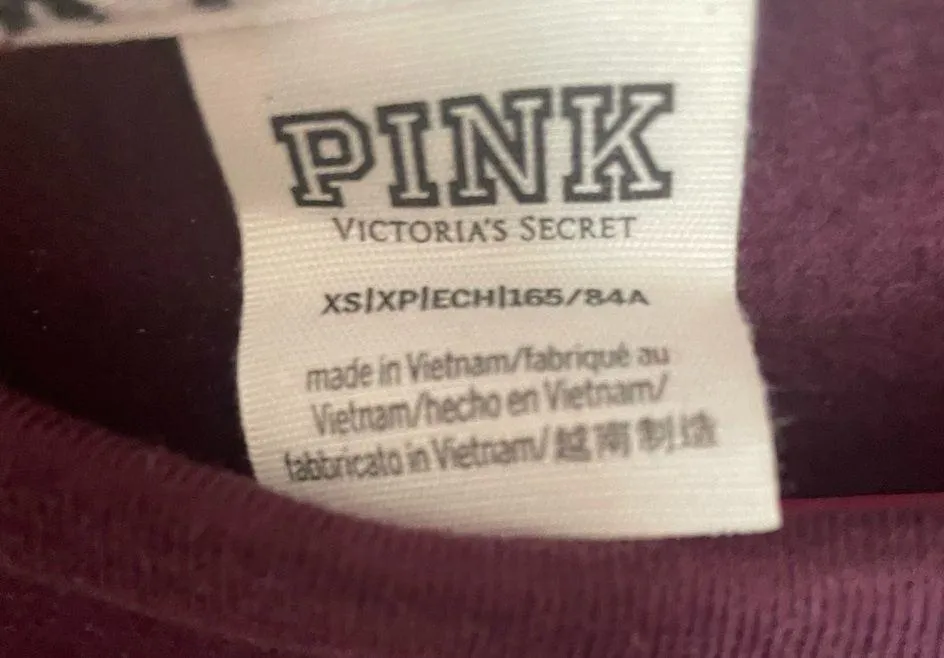 PINK
VICTORIA'S SECRET
XS|XP|ECH|165/84A
made in Vietnam/fabriqué au
Vietnam/hecho en Vietnam/
fabbricato in Vietnam/越南制造